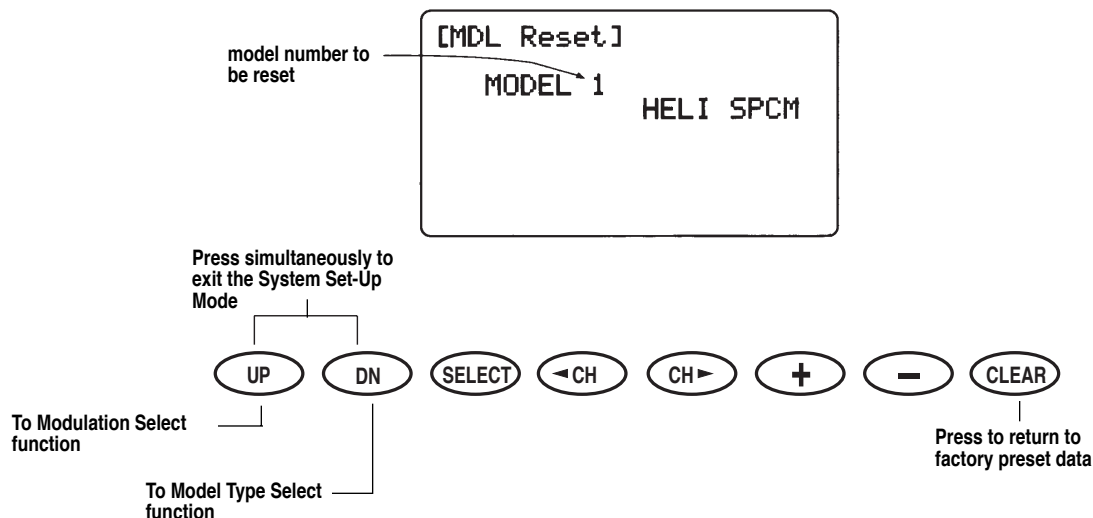 [MDL Reset]
model number to
be reset
MODEL 1
HELI SPCM
Press simultaneously to
exit the System Set-Up
Mode
UP DN SELECT ◄CH CH► + − CLEAR
To Modulation Select
function
Press to return to
factory preset data
To Model Type Select
function